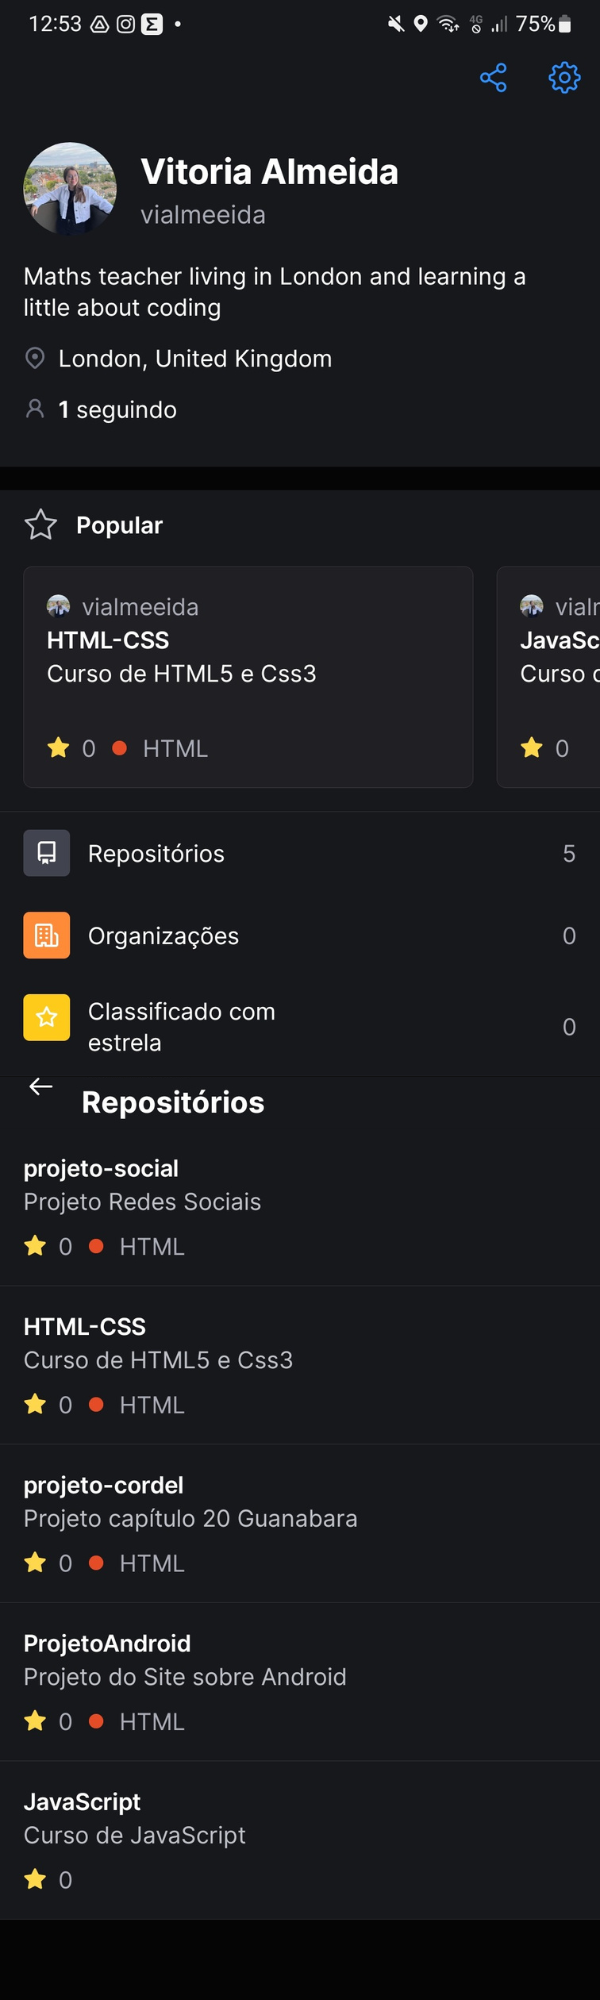 12:53
4G
75%
Vitoria Almeida
vialmeeida
Maths teacher living in London and learning a
little about coding
London, United Kingdom
1 seguindo
Popular
vialmeeida
HTML-CSS
Curso de HTML5 e Css3
0 HTML
vialr
JavaSc
Curso
0
Repositórios 5
Organizações 0
Classificado com
estrela
0
Repositórios
projeto-social
Projeto Redes Sociais
0 HTML
HTML-CSS
Curso de HTML5 e Css3
0 HTML
projeto-cordel
Projeto capítulo 20 Guanabara
0 HTML
ProjetoAndroid
Projeto do Site sobre Android
0 HTML
JavaScript
Curso de JavaScript
0